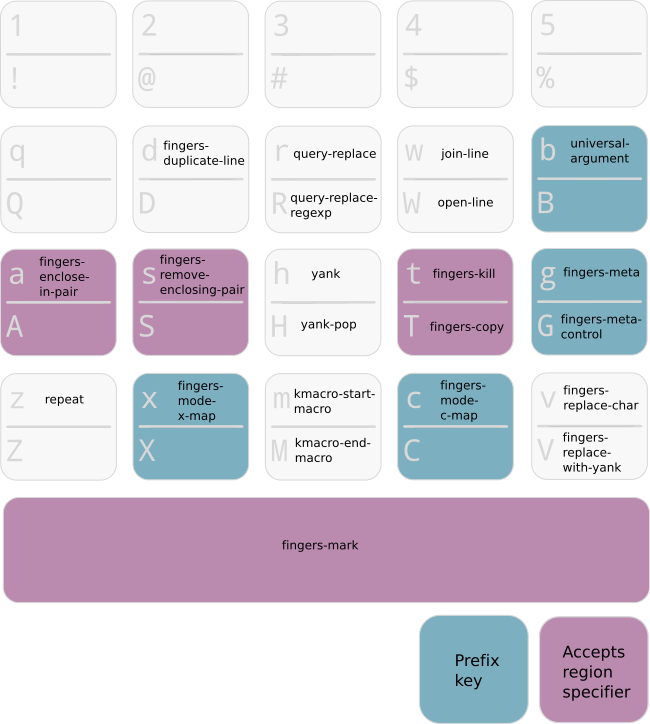 1 2 3 4 5
! @ # $ %
q d fingers-
duplicate-line r query-replace w join-line b universal-
argument
Q D R query-replace-
regexp W open-line B
a fingers-
enclose-
in-pair s fingers-
remove-
enclosing-pair h yank t fingers-kill g fingers-meta
A S H yank-pop T fingers-copy G fingers-meta-
control
z repeat x fingers-
mode-
x-map m kmacro-start-
macro c fingers-
mode-
c-map v fingers-
replace-char
Z X M kmacro-end-
macro C V fingers-
replace-
with-yank
fingers-mark
Prefix
key
Accepts
region
specifier